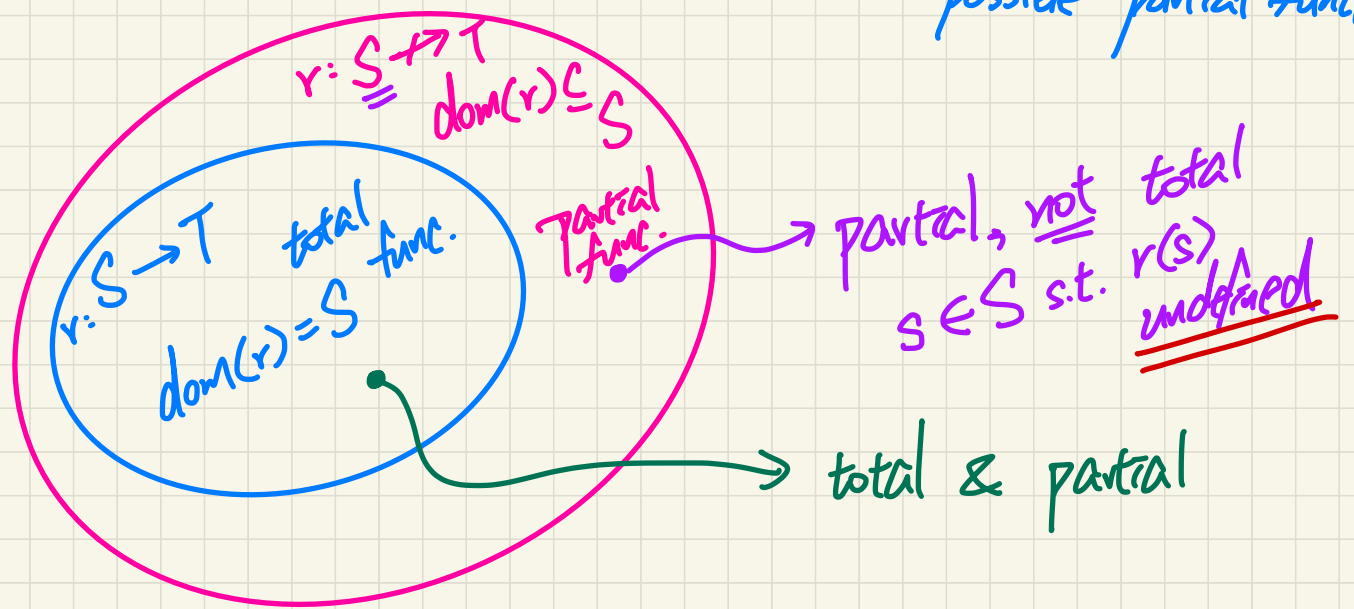 possible partial func
r: S ⇸ T
dom(r) ⊆ S
partial func.
r: S → T
total func.
dom(r) = S
partial, not total
s ∈ S s.t. r(s) undefined
total & partial